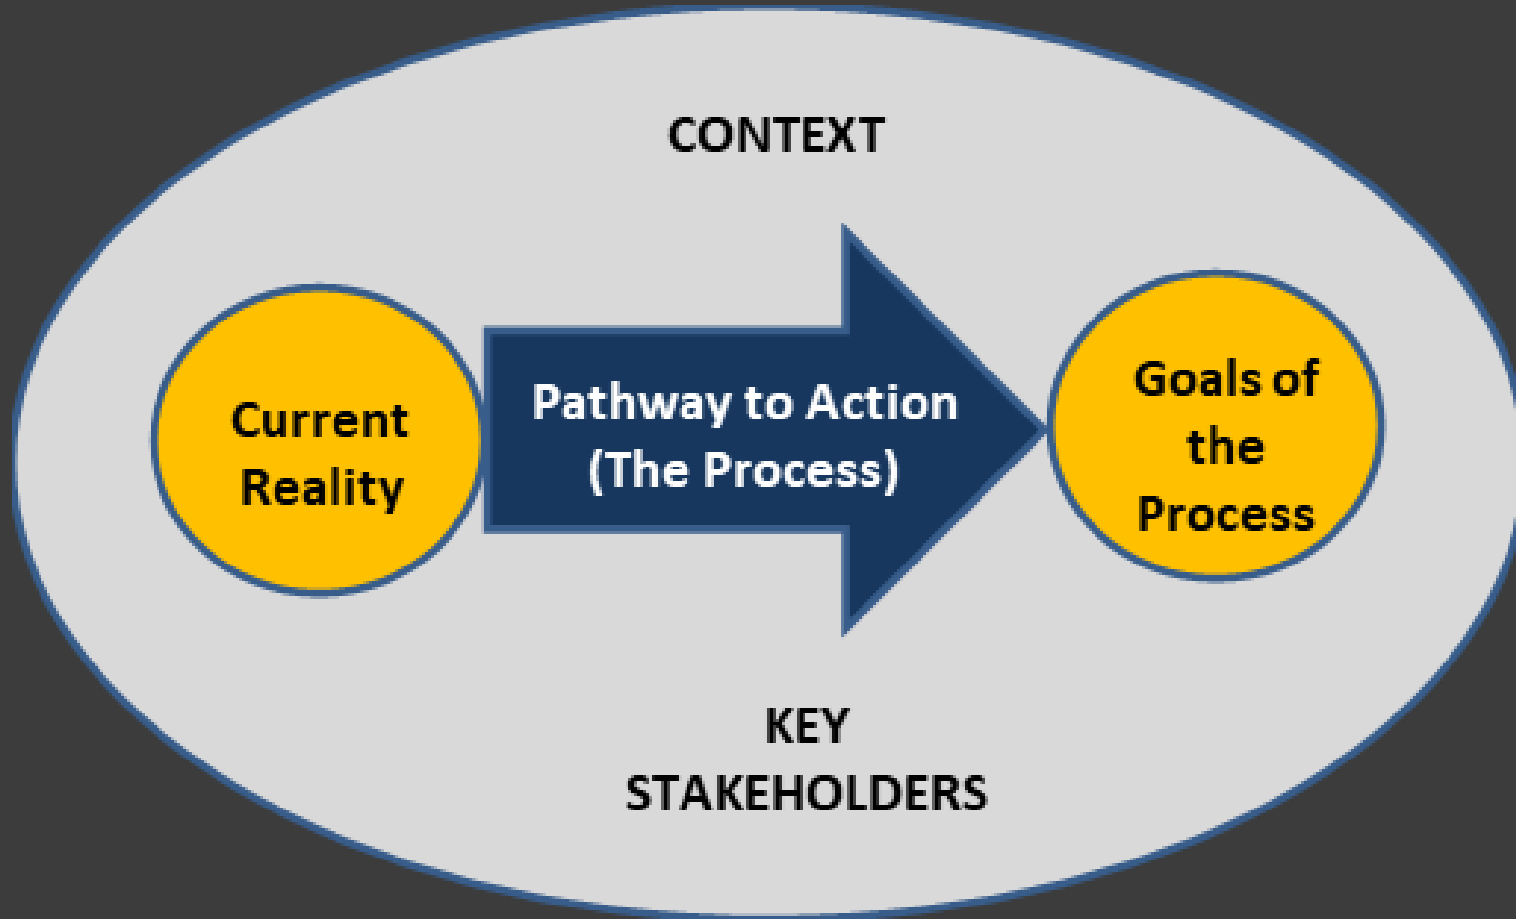 CONTEXT
Current
Reality
Pathway to Action
(The Process)
Goals of
the
Process
KEY
STAKEHOLDERS